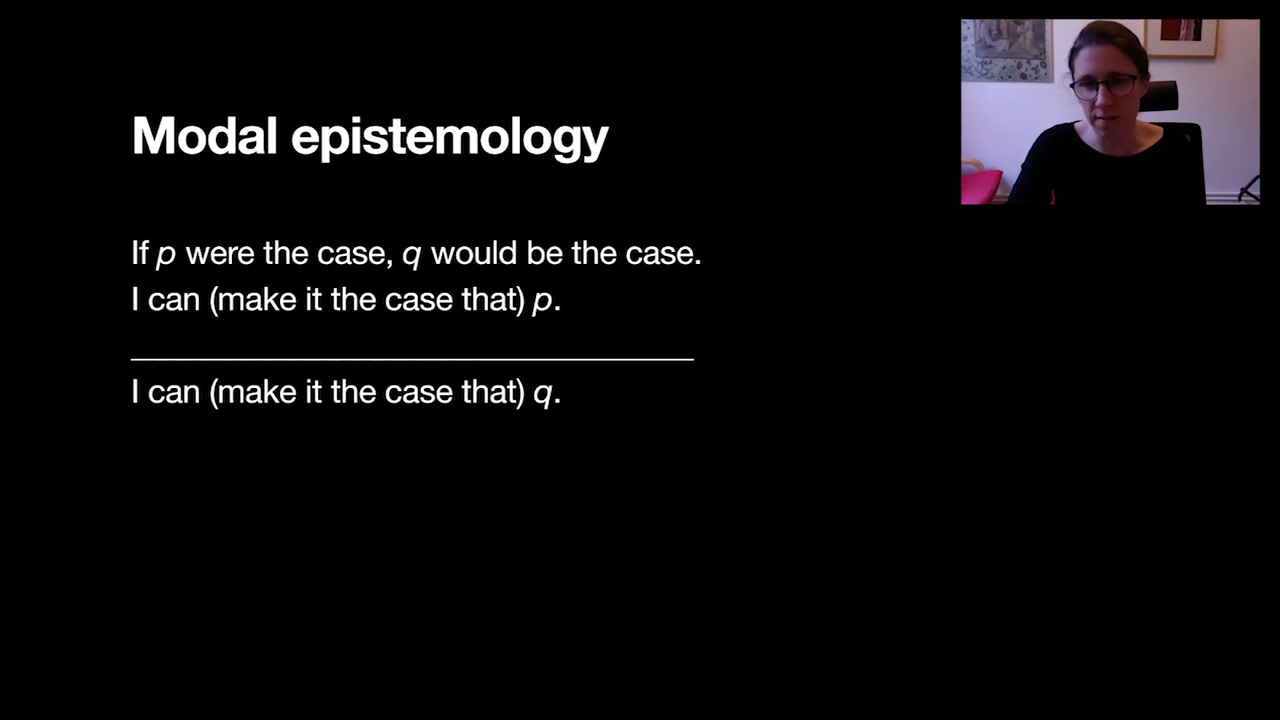 Modal epistemology
If p were the case, q would be the case.
I can (make it the case that) p.
I can (make it the case that) q.